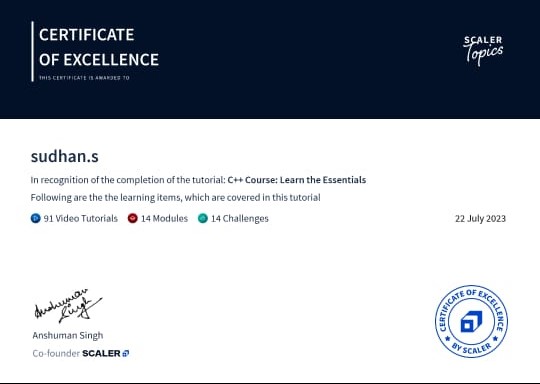 CERTIFICATE
OF EXCELLENCE
THIS CERTIFICATE IS AWARDED TO
SCALER
Topics
sudhan.s
In recognition of the completion of the tutorial: C++ Course: Learn the Essentials
Following are the the learning items, which are covered in this tutorial
91 Video Tutorials 14 Modules 14 Challenges
22 July 2023
Anshuman
Singh
Anshuman Singh
Co-founder SCALER
CERTIFICATE OF EXCELLENCE
BY SCALER